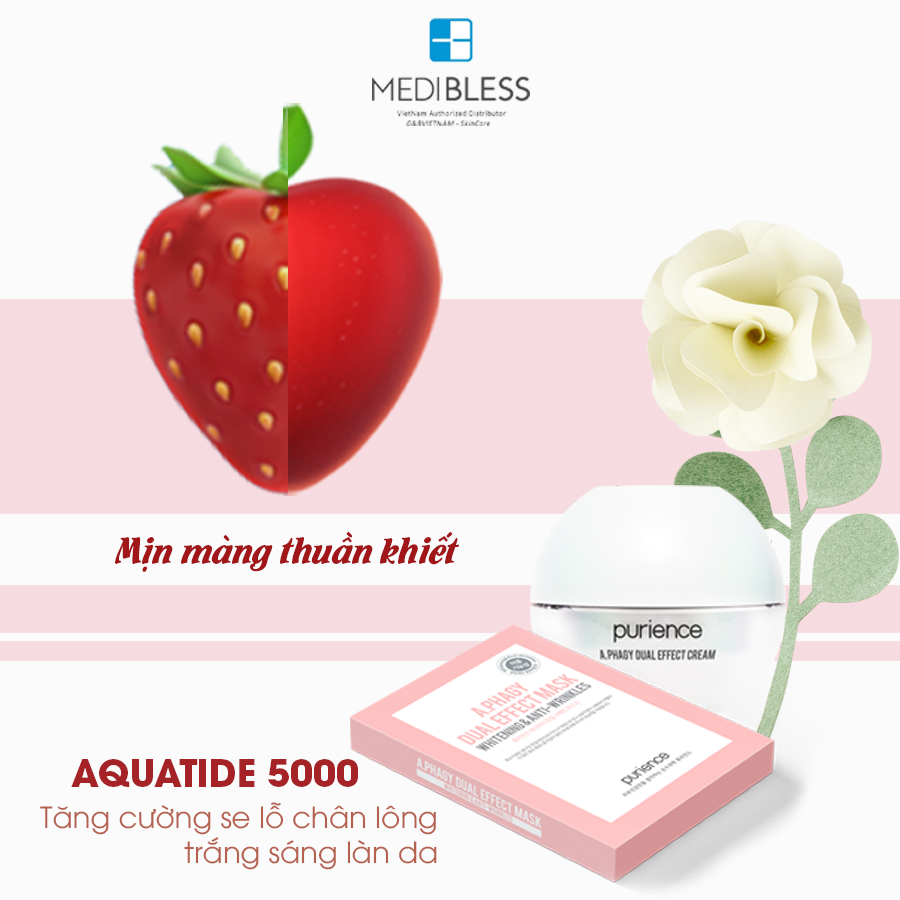 MEDIBLESS
VietNam Authorized Distributor
G&BVIETNAM - SkinCare
Mịn màng thuần khiết
purience
A.PHAGY DUAL EFFECT CREAM
A.PHAGY
DUAL EFFECT MASK
WHITENING & ANTI-WRINKLES
purience
A.PHAGY DUAL EFFECT MASK
AQUATIDE 5000
Tăng cường se lỗ chân lông
trắng sáng làn da